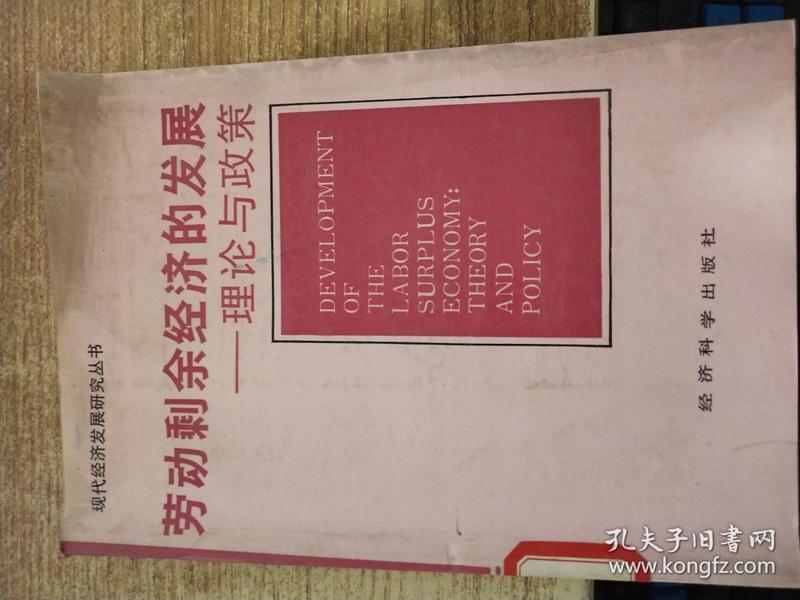 现代经济发展研究丛书
劳动剩余经济的发展
——理论与政策
DEVELOPMENT
OF
THE
LABOR
SURPLUS
ECONOMY:
THEORY
AND
POLICY
经济科学出版社
孔夫子旧书网
www.kongfz.com